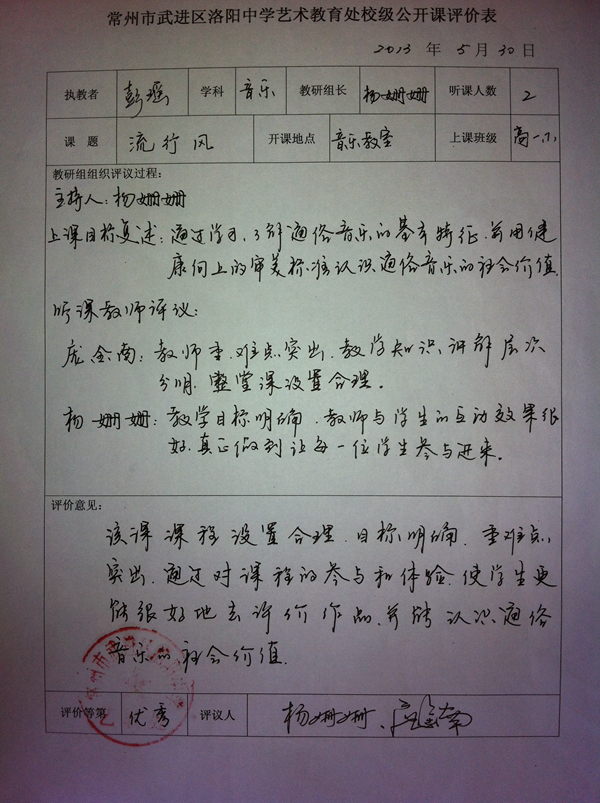 常州市武进区洛阳中学艺术教育处校级公开课评价表
2013 年 5 月 30 日
执教者 彭瑶 学科 音乐 教研组长 杨姗姗 听课人数 2
课 题 流行风 开课地点 音乐教室 上课班级 高一
教研组组织评议过程:
主持人:杨姗姗
上课目标复述:通过学习,了解通俗音乐的基本特征,并用健
康向上的审美标准认识通俗音乐的社会价值
听课教师评议:
庞金南:教师重、难点突出,教学知识,讲解层次
分明,整堂课设置合理。
杨姗姗:教学目标明确,教师与学生的互动效果很
好,真正做到让每一位学生参与进来。
评价意见:
该课课程设置合理,目标明确,重难点
突出,通过对课程的参与和体验,使学生更
能很好地去评价作品,并能认识通俗
音乐的社会价值.
评价等第 优秀 评议人 杨姗姗、庞金南